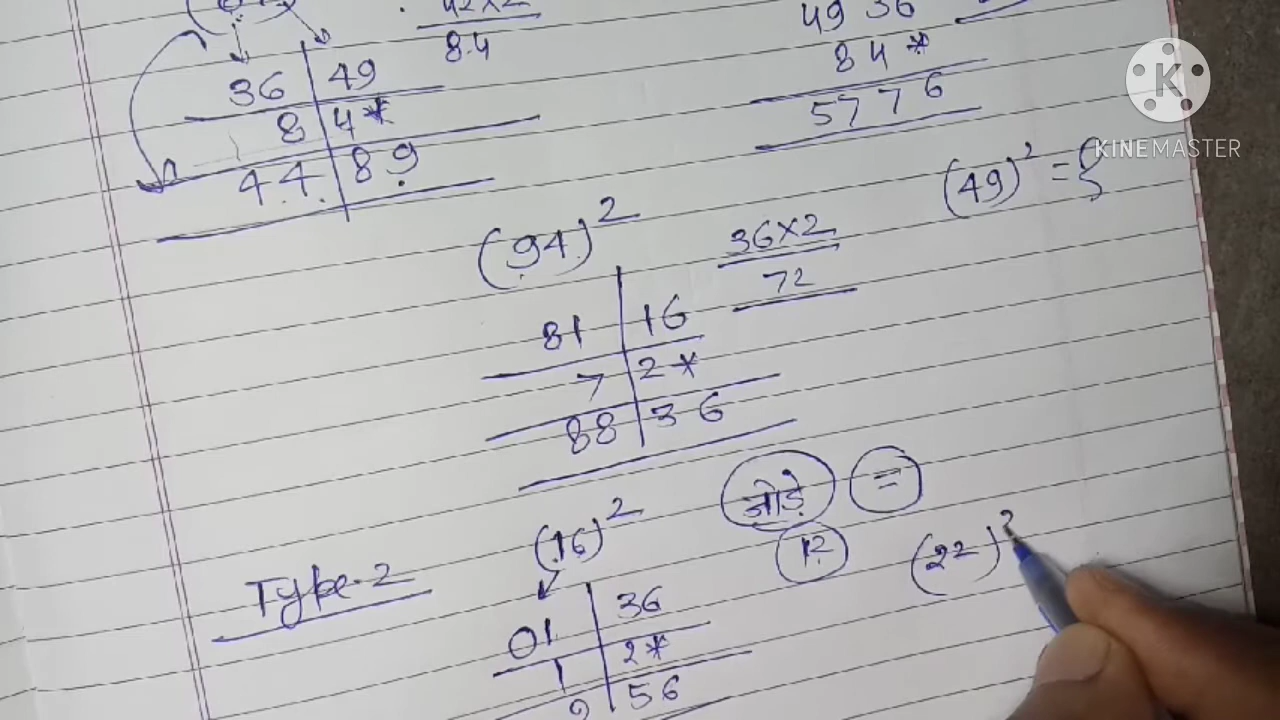 42×2
84
36 | 49
8 | 4*
44 | 89
49 36
84*
5776
KINEMASTER
(49)² =
(94)²
36×2
72
81 | 16
7 | 2*
88 | 36
जोड़े =
12
(22)²
Type-2
(16)²
01 | 36
1 | 2*
2 | 56